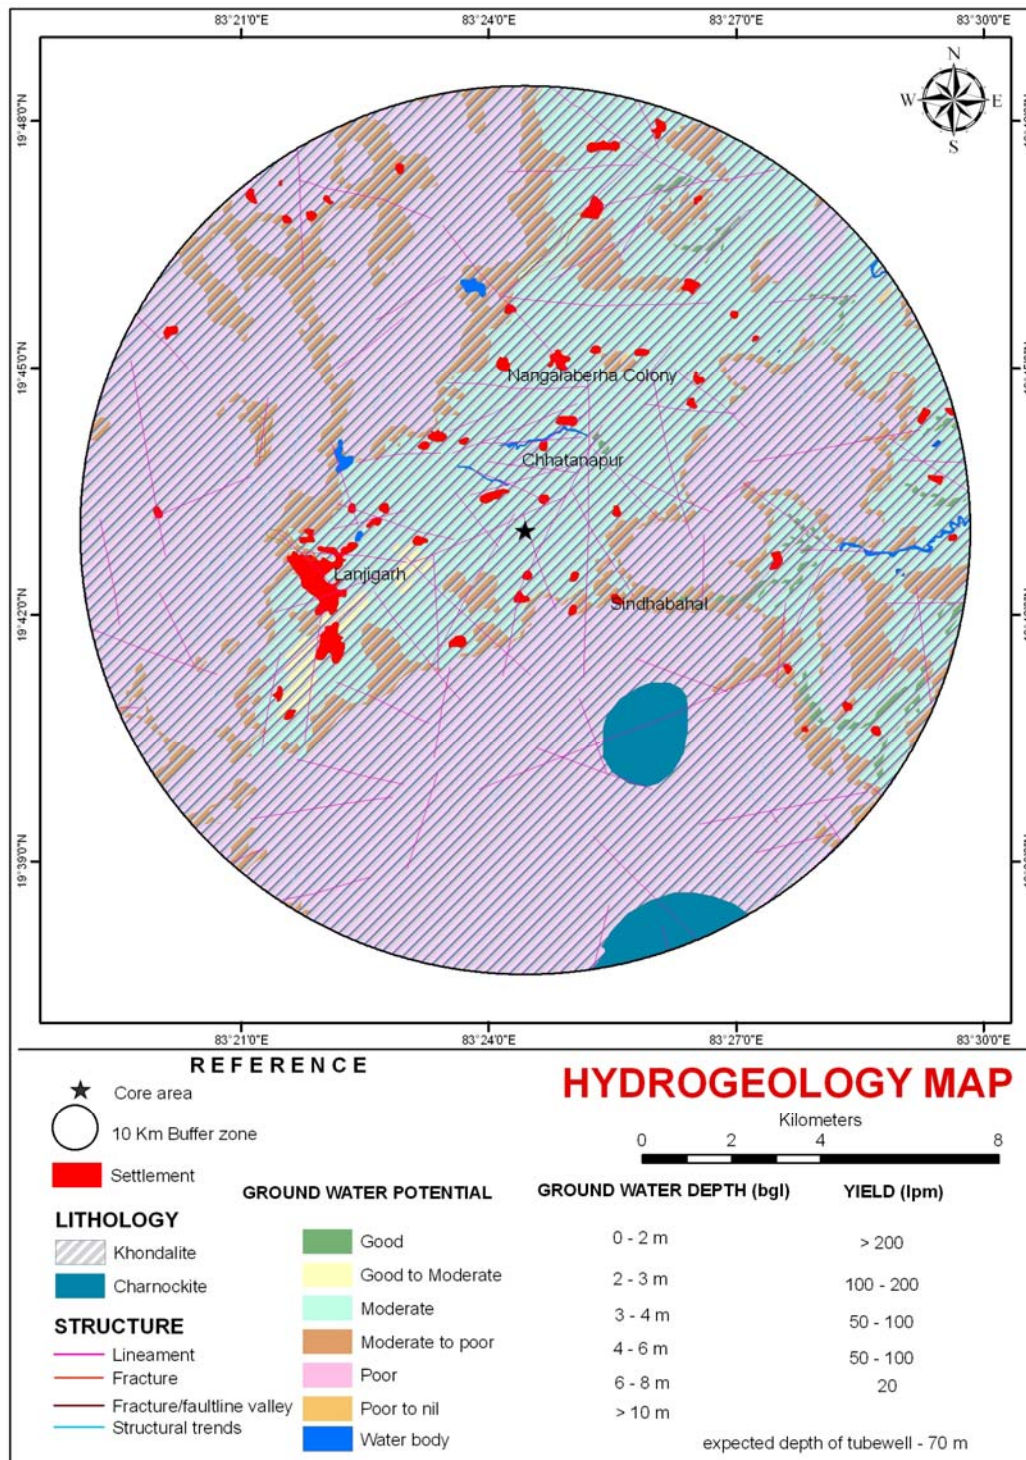 83°21'0"E 83°24'0"E 83°27'0"E 83°30'0"E
N
W E
S
19°48'0"N
19°45'0"N
19°42'0"N
19°39'0"N
Nangalaberha Colony
Chhatanapur
Lanjigarh
Sindhabahal
83°21'0"E 83°24'0"E 83°27'0"E 83°30'0"E
REFERENCE
Core area
10 Km Buffer zone
Settlement
HYDROGEOLOGY MAP
Kilometers
0 2 4 8
LITHOLOGY
Khondalite
Charnockite
STRUCTURE
Lineament
Fracture
Fracture/faultline valley
Structural trends
GROUND WATER POTENTIAL
Good
Good to Moderate
Moderate
Moderate to poor
Poor
Poor to nil
Water body
GROUND WATER DEPTH (bgl)
0 - 2 m
2 - 3 m
3 - 4 m
4 - 6 m
6 - 8 m
> 10 m
YIELD (lpm)
> 200
100 - 200
50 - 100
50 - 100
20
expected depth of tubewell - 70 m